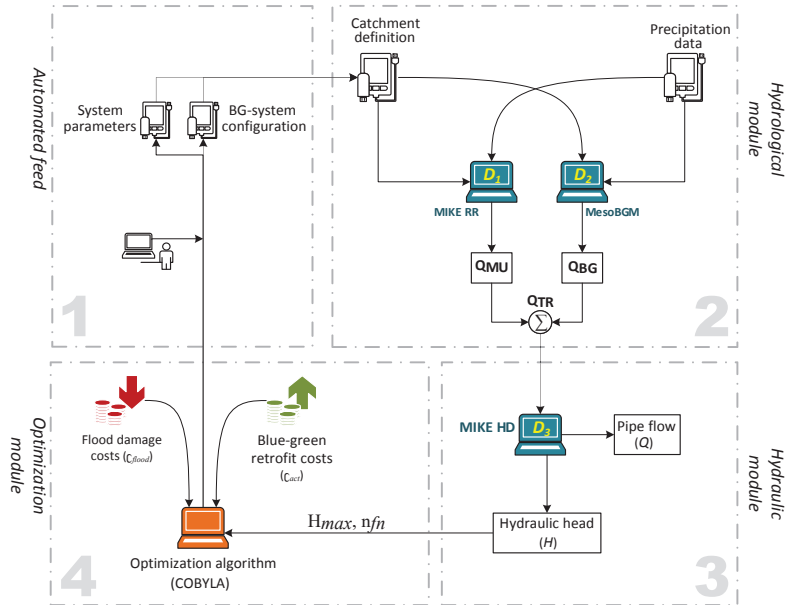 Automated feed
System
parameters
BG-system
configuration
1
Catchment
definition
Precipitation
data
Hydrological
module
D1
MIKE RR
D2
MesoBGM
QMU
QBG
QTR
Σ
2
Optimization
module
Flood damage
costs (Cflood)
Blue-green
retrofit costs
(Cact)
Optimization algorithm
(COBYLA)
4
Hmax, nfn
MIKE HD
D3
Pipe flow
(Q)
Hydraulic head
(H)
Hydraulic
module
3